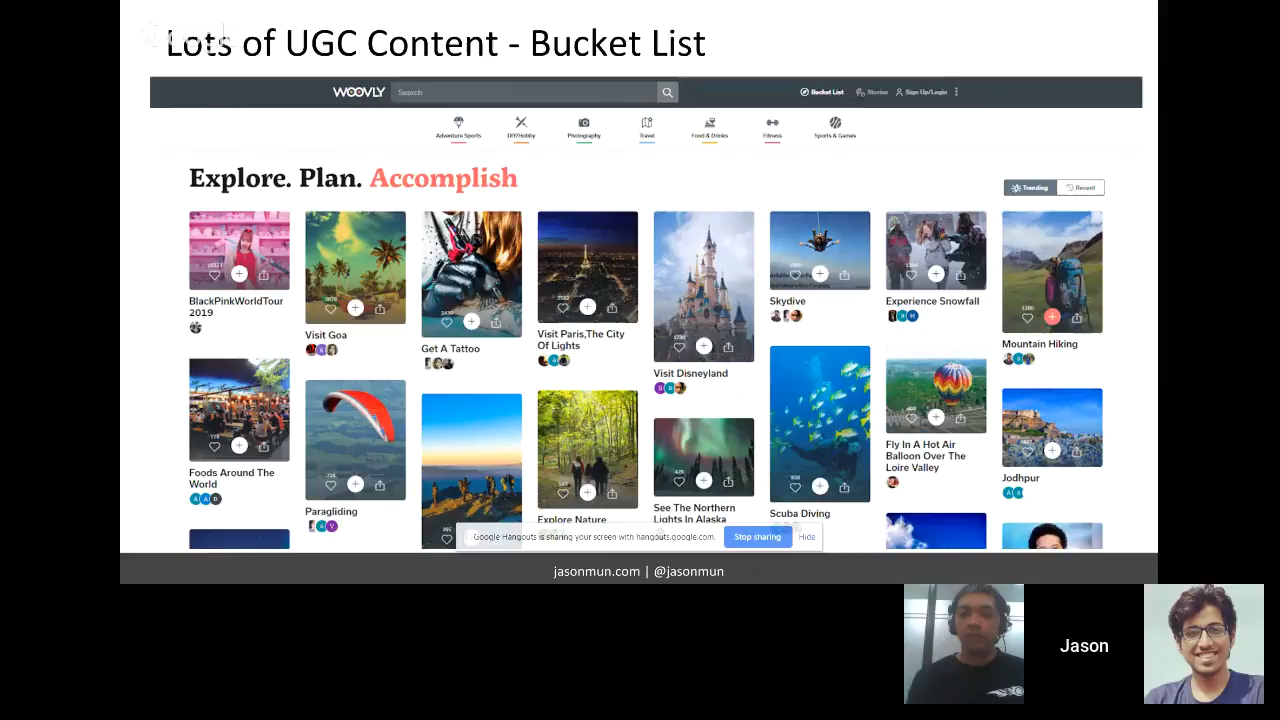 Lots of UGC Content - Bucket List
WOOVLY
Search
Bucket List
Stories
Sign Up/Login
Adventure Sports
DIY/Hobby
Photography
Travel
Food & Drinks
Fitness
Sports & Games
Explore. Plan. Accomplish
Trending
Recent
BlackPinkWorldTour
2019
Visit Goa
Get A Tattoo
Visit Paris,The City
Of Lights
Visit Disneyland
Skydive
Experience Snowfall
Mountain Hiking
Foods Around The
World
Paragliding
Explore Nature
See The Northern
Lights In Alaska
Scuba Diving
Fly In A Hot Air
Balloon Over The
Loire Valley
Jodhpur
Google Hangouts is sharing your screen with hangouts.google.com.
Stop sharing
Hide
jasonmun.com | @jasonmun
Jason